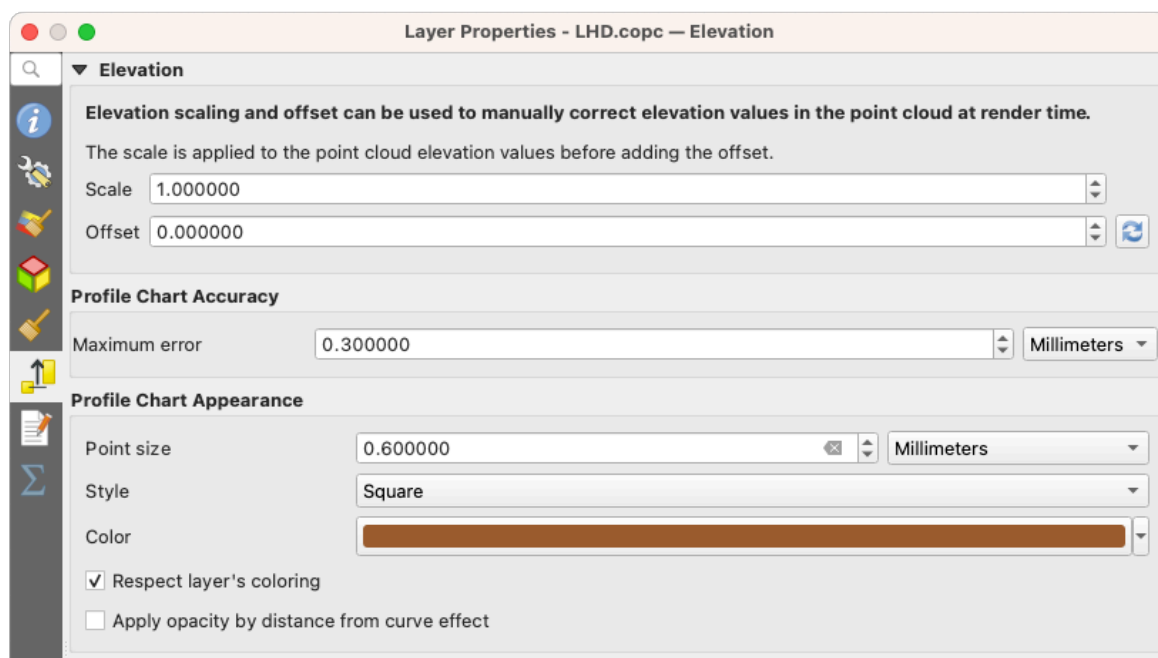 Layer Properties - LHD.copc — Elevation
Elevation
Elevation scaling and offset can be used to manually correct elevation values in the point cloud at render time.
The scale is applied to the point cloud elevation values before adding the offset.
Scale 1.000000
Offset 0.000000
Profile Chart Accuracy
Maximum error 0.300000 Millimeters
Profile Chart Appearance
Point size 0.600000 Millimeters
Style Square
Color
Respect layer's coloring
Apply opacity by distance from curve effect